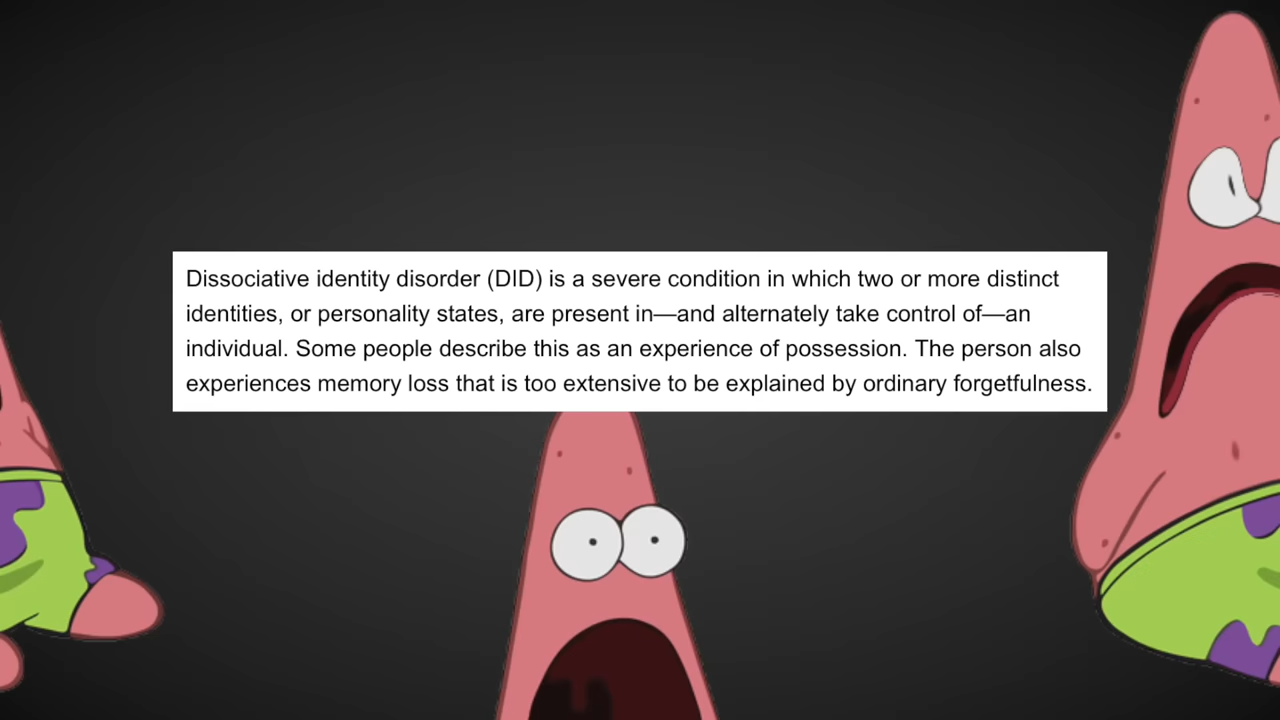 Dissociative identity disorder (DID) is a severe condition in which two or more distinct
identities, or personality states, are present in—and alternately take control of—an
individual. Some people describe this as an experience of possession. The person also
experiences memory loss that is too extensive to be explained by ordinary forgetfulness.